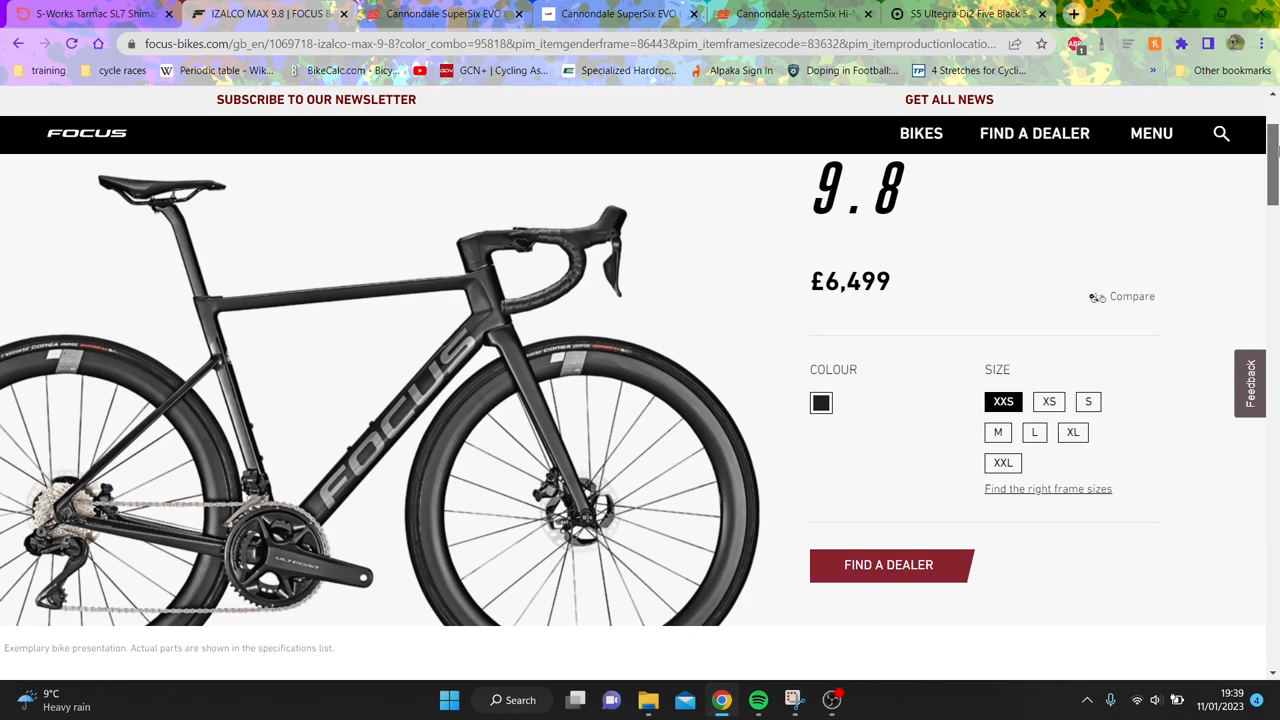 S-Works Tarmac SL7 Shima
IZALCO MAX 9.8 | FOCUS B
Cannondale SuperSix EVO
Cannondale SuperSix EVO
Cannondale SystemSix Hi-
S5 Ultegra Di2 Five Black S
focus-bikes.com/gb_en/1069718-izalco-max-9.8?colorcombo=95818&pim_itemgenderframe=86443&pim_itemframesizecode=83632&pim_itemproductionlocatio...
training
cycle races
Periodic table - Wik...
BikeCalc.com - Bicy...
GCN+ | Cycling As...
Specialized Hardroc...
Alpaka Sign In
Doping in Football:...
4 Stretches for Cycli...
»
Other bookmarks
SUBSCRIBE TO OUR NEWSLETTER
GET ALL NEWS
FOCUS
BIKES
FIND A DEALER
MENU
9.8
£6,499
Compare
COLOUR
SIZE
XXS
XS
S
M
L
XL
XXL
Find the right frame sizes
FIND A DEALER
Feedback
FOCUS
ULTEGRA
Exemplary bike presentation. Actual parts are shown in the specifications list.
9°C
Heavy rain
Search
19:39
11/01/2023
4